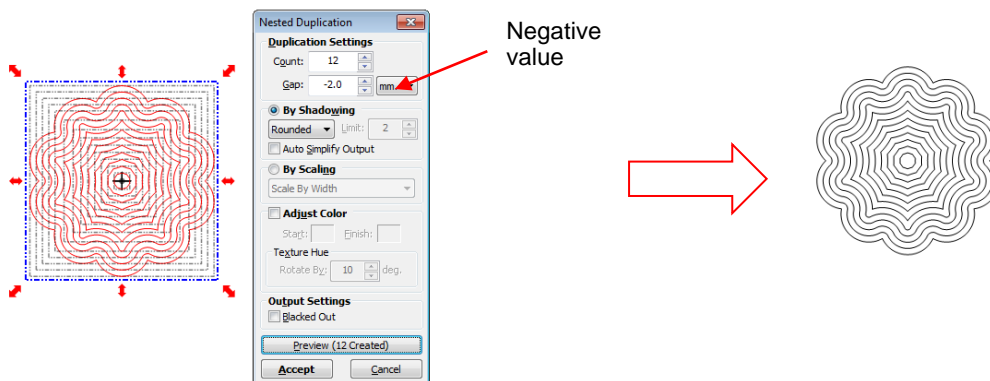 Nested Duplication
Duplication Settings
Count: 12
Gap: -2.0 mm
By Shadowing
Rounded Limit: 2
Auto Simplify Output
By Scaling
Scale By Width
Adjust Color
Start: Finish:
Texture Hue
Rotate By: 10 deg.
Output Settings
Blacked Out
Preview (12 Created)
Accept Cancel
Negative
value